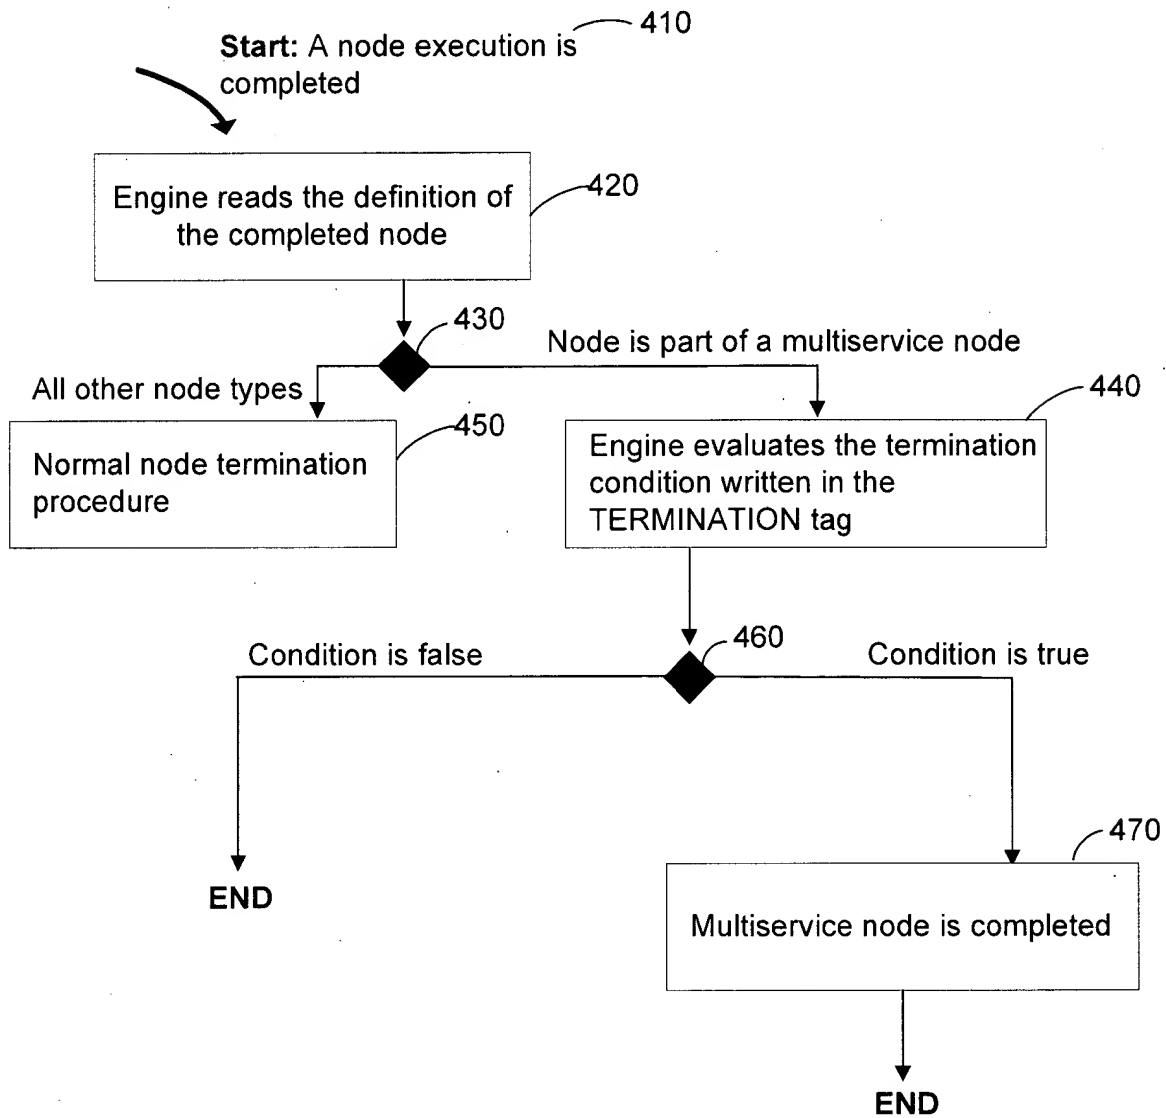 410
Start: A node execution is
completed
Engine reads the definition of
the completed node
420
430
Node is part of a multiservice node
All other node types
440
450
Normal node termination
procedure
Engine evaluates the termination
condition written in the
TERMINATION tag
460
Condition is false
Condition is true
470
END
Multiservice node is completed
END